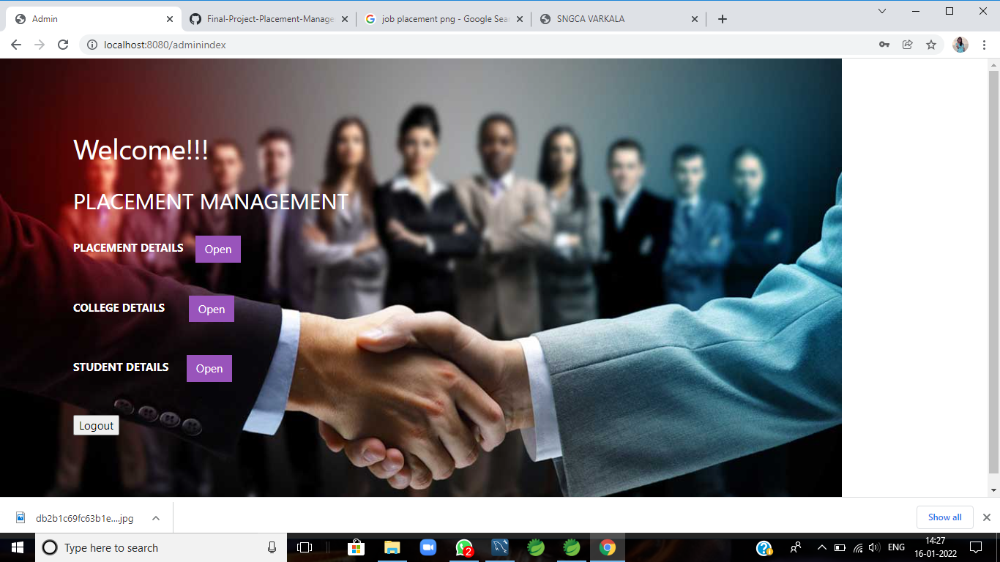 Admin
Final-Project-Placement-Manage
job placement png - Google Sear
SNGCA VARKALA
localhost:8080/adminindex
Welcome!!!
PLACEMENT MANAGEMENT
PLACEMENT DETAILS Open
COLLEGE DETAILS Open
STUDENT DETAILS Open
Logout
db2b1c69fc63b1e....jpg
Show all
Type here to search
2
ENG
14:27
16-01-2022